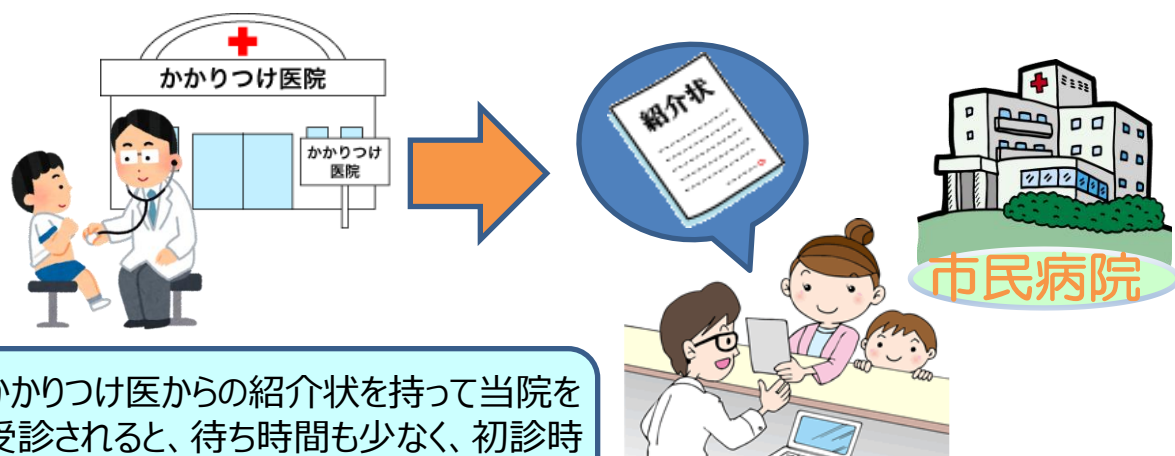 かかりつけ医院
かかりつけ
医院
紹介状
市民病院
かかりつけ医からの紹介状を持って当院を
受診されると、待ち時間も少なく、初診時